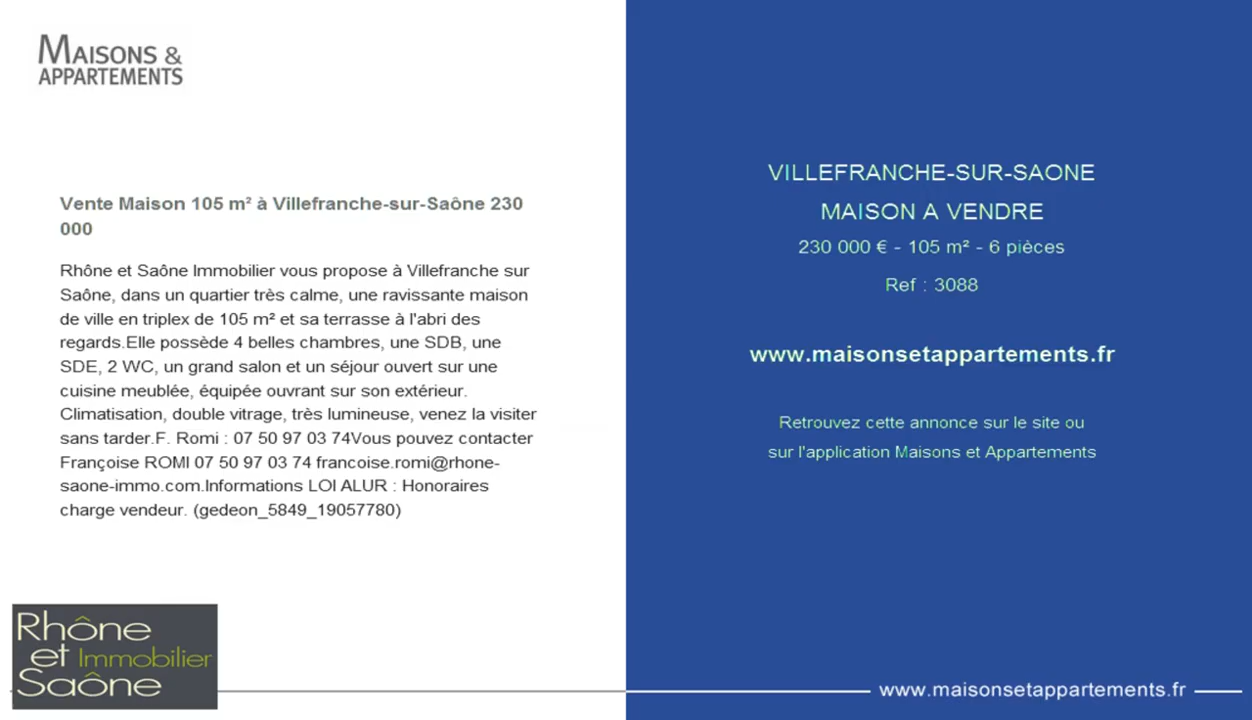 MAISONS &
APPARTEMENTS
Vente Maison 105 m² à Villefranche-sur-Saône 230
000
Rhône et Saône Immobilier vous propose à Villefranche sur
Saône, dans un quartier très calme, une ravissante maison
de ville en triplex de 105 m² et sa terrasse à l'abri des
regards.Elle possède 4 belles chambres, une SDB, une
SDE, 2 WC, un grand salon et un séjour ouvert sur une
cuisine meublée, équipée ouvrant sur son extérieur.
Climatisation, double vitrage, très lumineuse, venez la visiter
sans tarder.F. Romi : 07 50 97 03 74Vous pouvez contacter
Françoise ROMI 07 50 97 03 74 francoise.romi@rhone-
saone-immo.com.Informations LOI ALUR : Honoraires
charge vendeur. (gedeon_5849_19057780)
Rhône
et Immobilier
Saône
VILLEFRANCHE-SUR-SAONE
MAISON A VENDRE
230 000 € - 105 m² - 6 pièces
Ref : 3088
www.maisonsetappartements.fr
Retrouvez cette annonce sur le site ou
sur l'application Maisons et Appartements
www.maisonsetappartements.fr